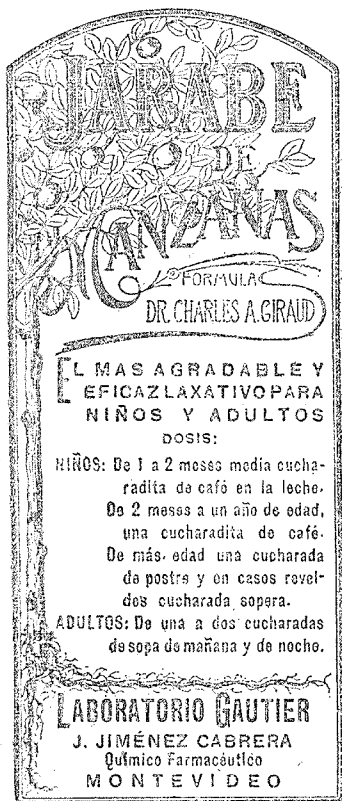 JARABE
DE
MANZANAS
FÓRMULA
DR. CHARLES A. GIRAUD
EL MAS AGRADABLE Y
EFICAZ LAXATIVO PARA
NIÑOS Y ADULTOS
DOSIS:
NIÑOS: De 1 a 2 meses media cucha-
radita de café en la leche.
De 2 meses a un año de edad,
una cucharadita de café.
De más edad una cucharada
de postre y en casos revel-
des cucharada sopera.
ADULTOS: De una a dos cucharadas
de sopa de mañana y de noche.
LABORATORIO GAUTIER
J. JIMÉNEZ CABRERA
Químico Farmacéutico
MONTEVIDEO